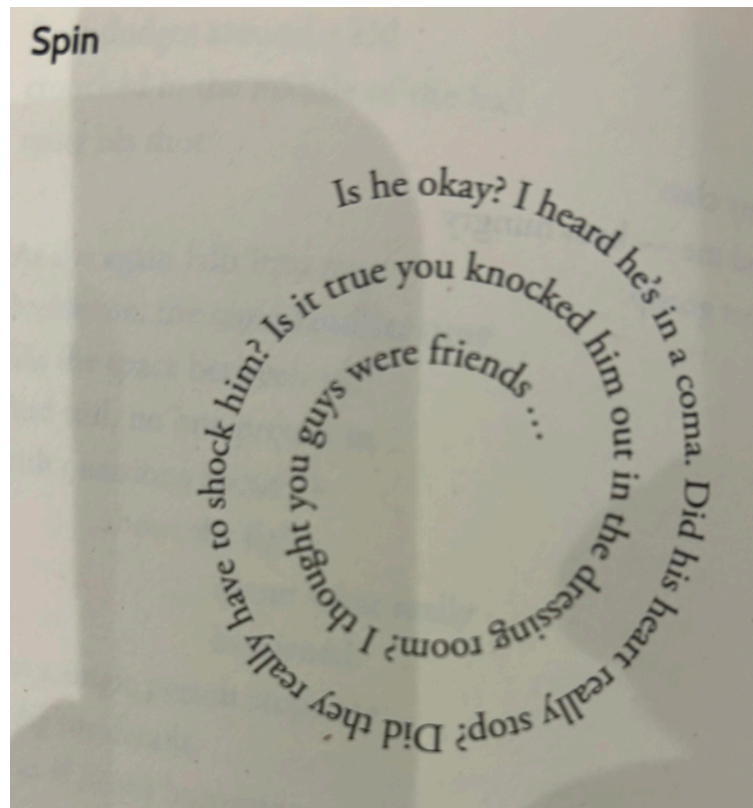 Spin
Is he okay? I heard he's in a coma. Did his heart really stop? Did they really have to shock him? Is it true you knocked him out in the dressing room? I thought you guys were friends ...